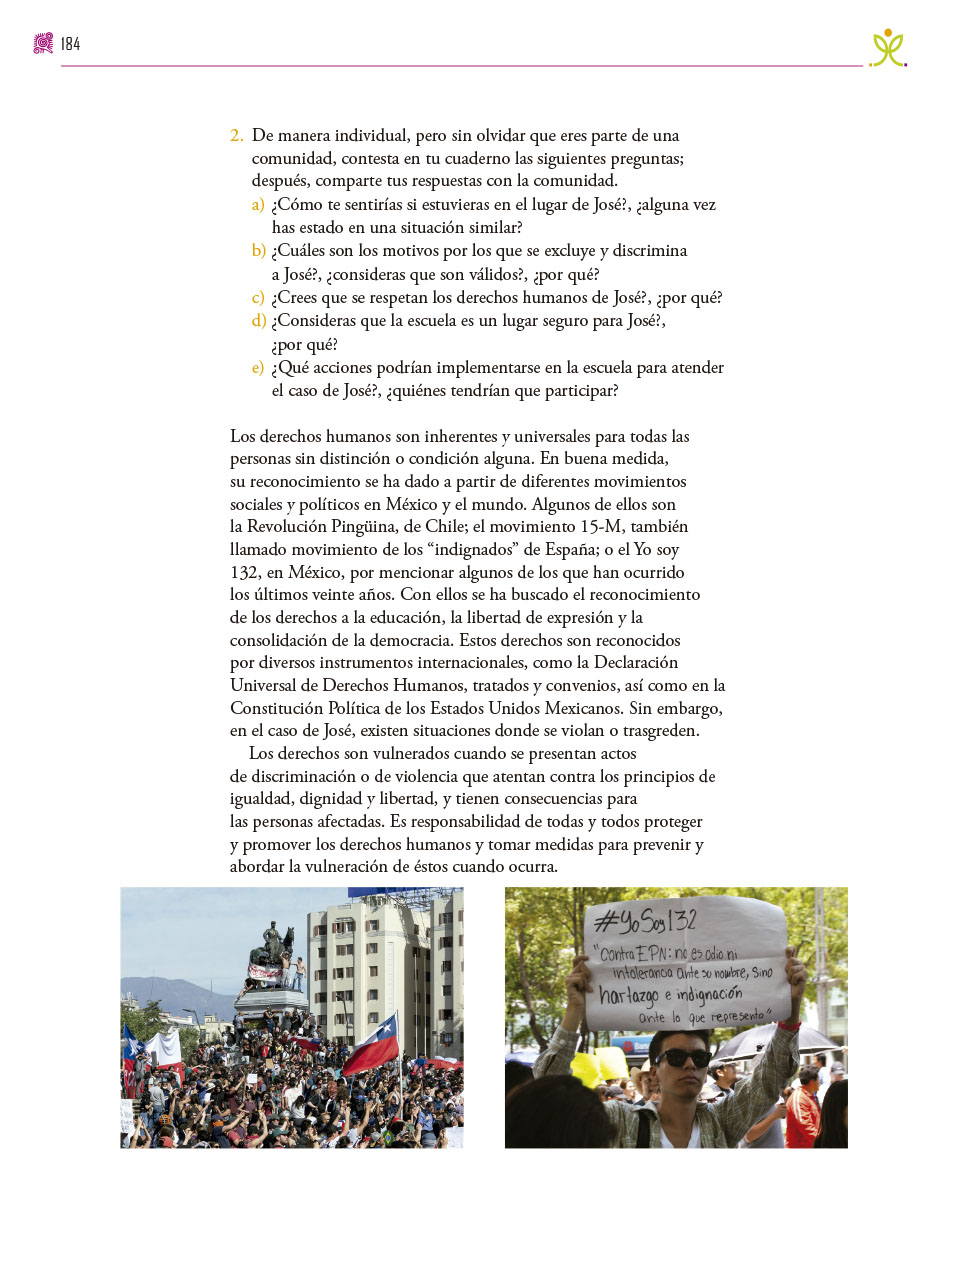 184
2. De manera individual, pero sin olvidar que eres parte de una
comunidad, contesta en tu cuaderno las siguientes preguntas;
después, comparte tus respuestas con la comunidad.
a) ¿Cómo te sentirías si estuvieras en el lugar de José?, ¿alguna vez
has estado en una situación similar?
b) ¿Cuáles son los motivos por los que se excluye y discrimina
a José?, ¿consideras que son válidos?, ¿por qué?
c) ¿Crees que se respetan los derechos humanos de José?, ¿por qué?
d) ¿Consideras que la escuela es un lugar seguro para José?,
¿por qué?
e) ¿Qué acciones podrían implementarse en la escuela para atender
el caso de José?, ¿quiénes tendrían que participar?
Los derechos humanos son inherentes y universales para todas las
personas sin distinción o condición alguna. En buena medida,
su reconocimiento se ha dado a partir de diferentes movimientos
sociales y políticos en México y el mundo. Algunos de ellos son
la Revolución Pingüina, de Chile; el movimiento 15-M, también
llamado movimiento de los “indignados” de España; o el Yo soy
132, en México, por mencionar algunos de los que han ocurrido
los últimos veinte años. Con ellos se ha buscado el reconocimiento
de los derechos a la educación, la libertad de expresión y la
consolidación de la democracia. Estos derechos son reconocidos
por diversos instrumentos internacionales, como la Declaración
Universal de Derechos Humanos, tratados y convenios, así como en la
Constitución Política de los Estados Unidos Mexicanos. Sin embargo,
en el caso de José, existen situaciones donde se violan o trasgreden.
Los derechos son vulnerados cuando se presentan actos
de discriminación o de violencia que atentan contra los principios de
igualdad, dignidad y libertad, y tienen consecuencias para
las personas afectadas. Es responsabilidad de todas y todos proteger
y promover los derechos humanos y tomar medidas para prevenir y
abordar la vulneración de éstos cuando ocurra.
#YoSoy132
"Contra EPN: no es odio ni
intolerancia ante su nombre, sino
hartazgo e indignación
ante lo que representa"